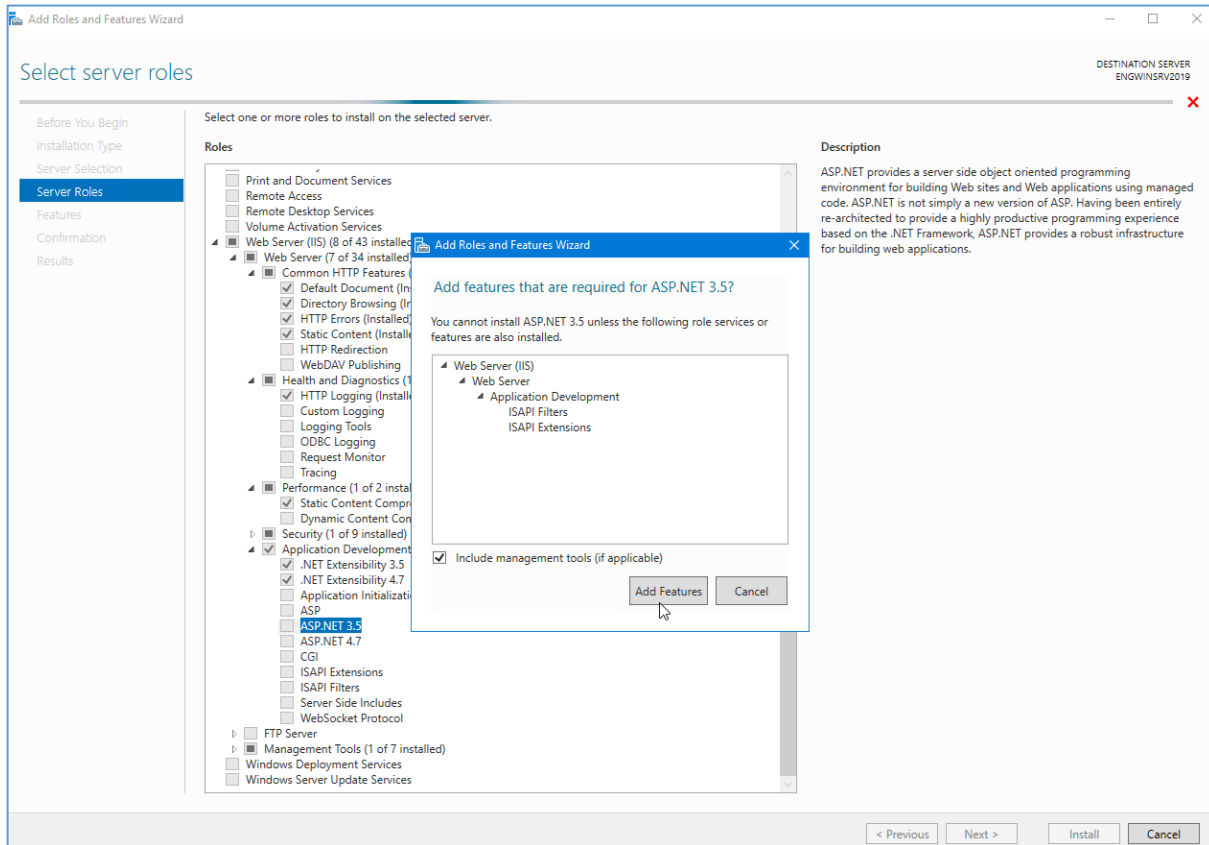 Add Roles and Features Wizard
Select server roles
DESTINATION SERVER
ENGWINSRV2019
Before You Begin
Installation Type
Server Selection
Server Roles
Features
Confirmation
Results
Select one or more roles to install on the selected server.
Roles
Print and Document Services
Remote Access
Remote Desktop Services
Volume Activation Services
Web Server (IIS) (8 of 43 installed
Web Server (7 of 34 installed)
Common HTTP Features (
Default Document (In
Directory Browsing (In
HTTP Errors (Installed)
Static Content (Installe
HTTP Redirection
WebDAV Publishing
Health and Diagnostics (1
HTTP Logging (Installe
Custom Logging
Logging Tools
ODBC Logging
Request Monitor
Tracing
Performance (1 of 2 instal
Static Content Compr
Dynamic Content Com
Security (1 of 9 installed)
Application Development
.NET Extensibility 3.5
.NET Extensibility 4.7
Application Initializati
ASP
ASP.NET 3.5
ASP.NET 4.7
CGI
ISAPI Extensions
ISAPI Filters
Server Side Includes
WebSocket Protocol
FTP Server
Management Tools (1 of 7 installed)
Windows Deployment Services
Windows Server Update Services
Add Roles and Features Wizard
Add features that are required for ASP.NET 3.5?
You cannot install ASP.NET 3.5 unless the following role services or
features are also installed.
Web Server (IIS)
Web Server
Application Development
ISAPI Filters
ISAPI Extensions
Include management tools (if applicable)
Add Features
Cancel
Description
ASP.NET provides a server side object oriented programming
environment for building Web sites and Web applications using managed
code. ASP.NET is not simply a new version of ASP. Having been entirely
re-architected to provide a highly productive programming experience
based on the .NET Framework, ASP.NET provides a robust infrastructure
for building web applications.
< Previous
Next >
Install
Cancel